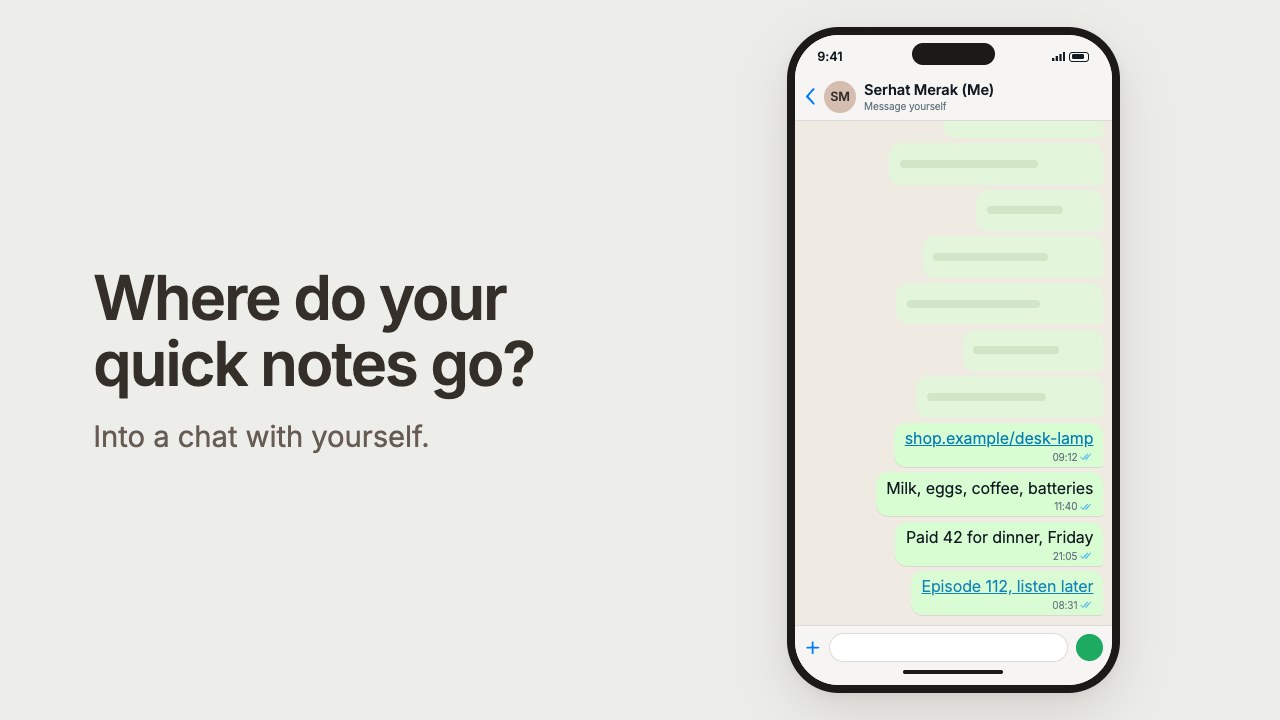 Where do your
quick notes go?
Into a chat with yourself.
9:41
SM
Serhat Merak (Me)
Message yourself
shop.example/desk-lamp
09:12
Milk, eggs, coffee, batteries
11:40
Paid 42 for dinner, Friday
21:05
Episode 112, listen later
08:31